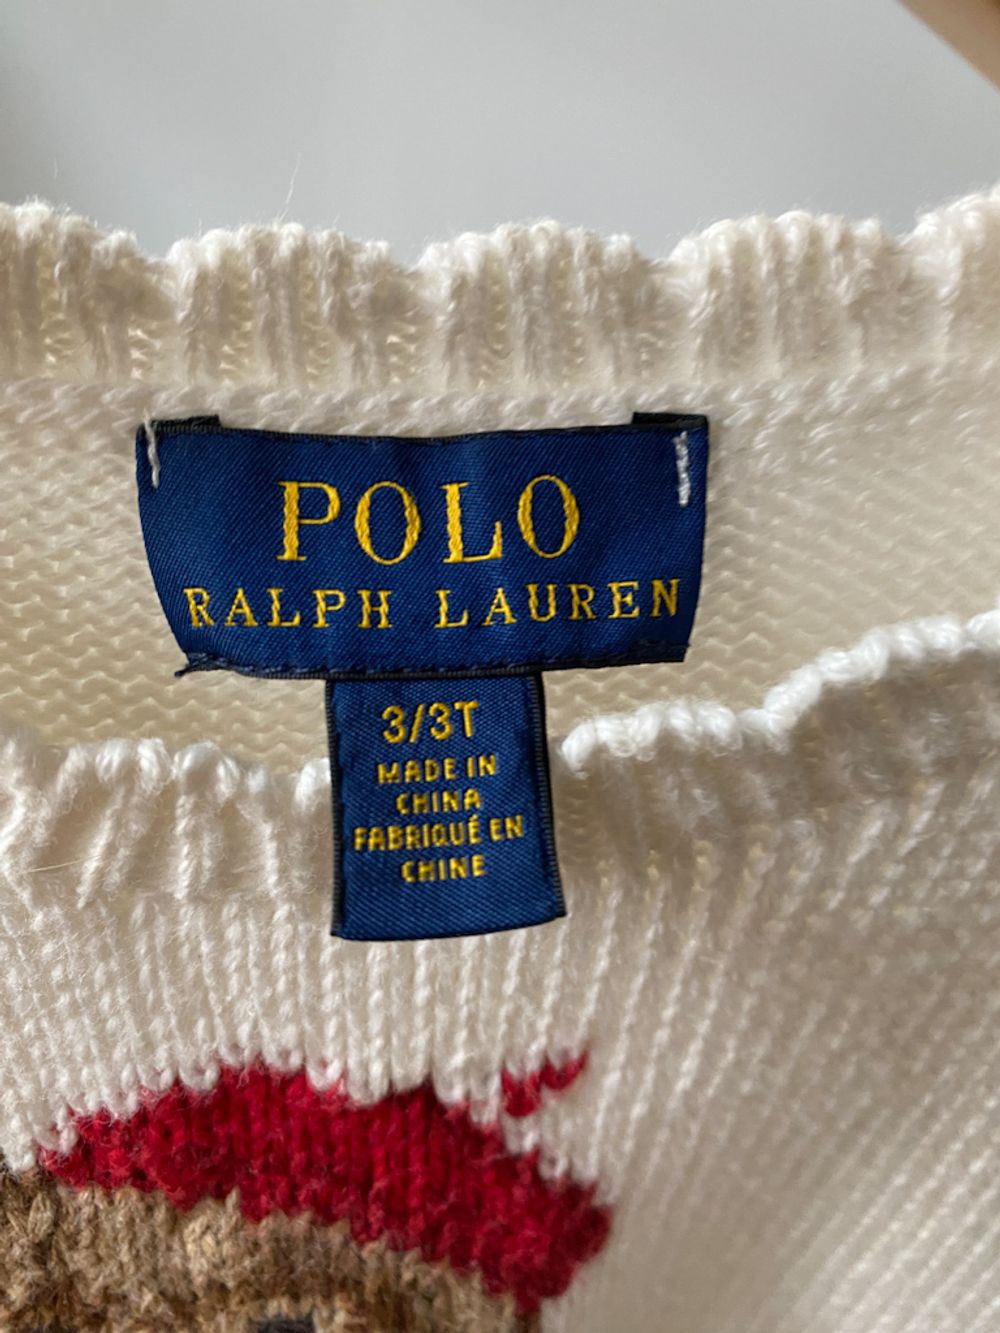 POLO
RALPH LAUREN
3/3T
MADE IN
CHINA
FABRIQUÉ EN
CHINE